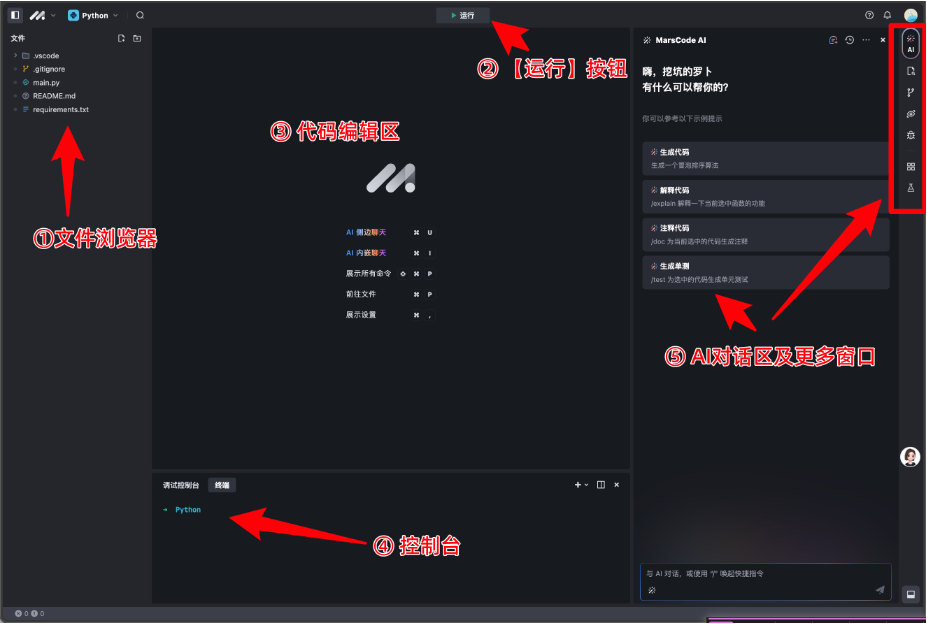 Python
运行
文件
.vscode
.gitignore
main.py
README.md
requirements.txt
①文件浏览器
②【运行】按钮
③ 代码编辑区
AI 侧边聊天 ⌘ U
AI 内嵌聊天 ⌘ I
展示所有命令 ⇧ ⌘ P
前往文件 ⌘ P
展示设置 ⌘ ,
调试控制台 终端
→ Python
④ 控制台
MarsCode AI
嗨，挖坑的萝卜
有什么可以帮你的?
你可以参考以下示例提示
生成代码
生成一个冒泡排序算法
解释代码
/explain 解释一下当前选中函数的功能
注释代码
/doc 为当前选中的代码生成注释
生成单测
/test 为选中的代码生成单元测试
⑤ AI对话区及更多窗口
与 AI 对话，或使用 "/" 唤起快捷指令
AI
0 0